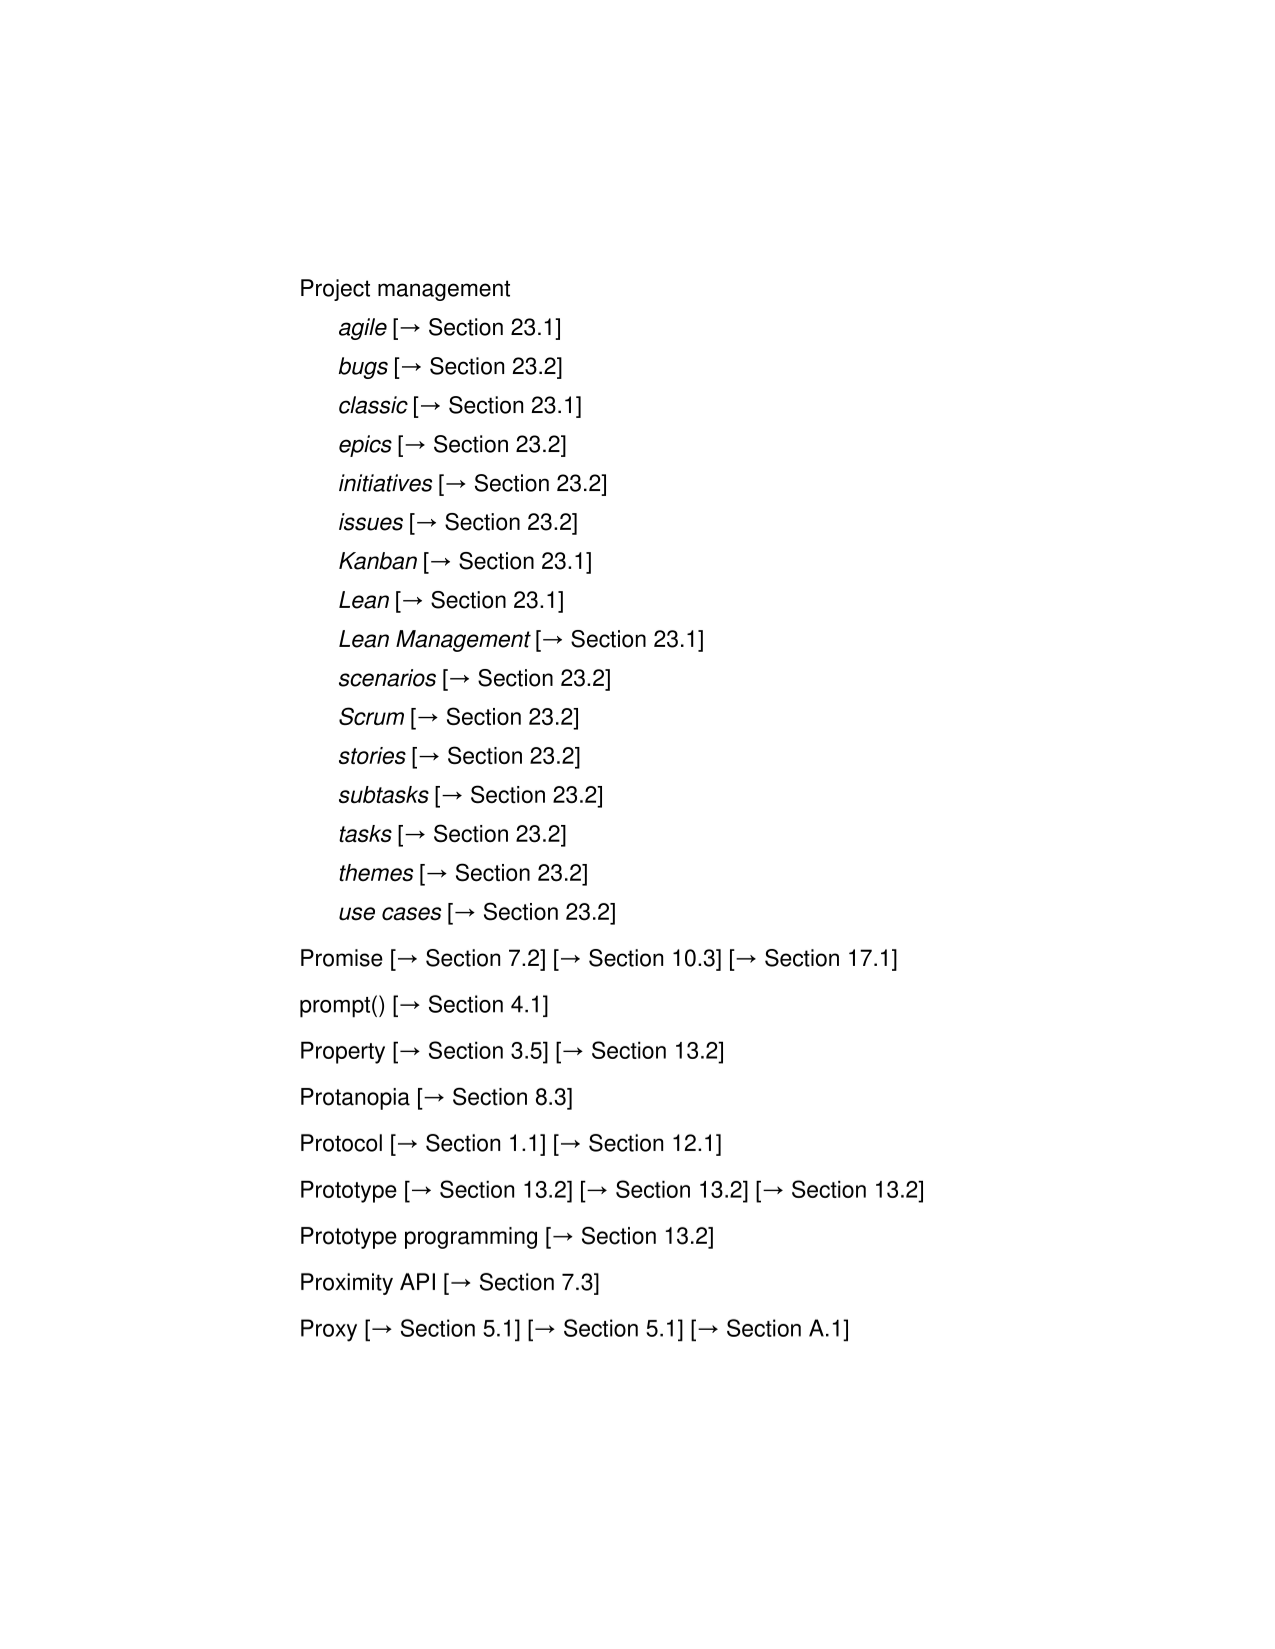 Project management
agile [→ Section 23.1]
bugs [→ Section 23.2]
classic [→ Section 23.1]
epics [→ Section 23.2]
initiatives [→ Section 23.2]
issues [→ Section 23.2]
Kanban [→ Section 23.1]
Lean [→ Section 23.1]
Lean Management [→ Section 23.1]
scenarios [→ Section 23.2]
Scrum [→ Section 23.2]
stories [→ Section 23.2]
subtasks [→ Section 23.2]
tasks [→ Section 23.2]
themes [→ Section 23.2]
use cases [→ Section 23.2]
Promise [→ Section 7.2] [→ Section 10.3] [→ Section 17.1]
prompt() [→ Section 4.1]
Property [→ Section 3.5] [→ Section 13.2]
Protanopia [→ Section 8.3]
Protocol [→ Section 1.1] [→ Section 12.1]
Prototype [→ Section 13.2] [→ Section 13.2] [→ Section 13.2]
Prototype programming [→ Section 13.2]
Proximity API [→ Section 7.3]
Proxy [→ Section 5.1] [→ Section 5.1] [→ Section A.1]